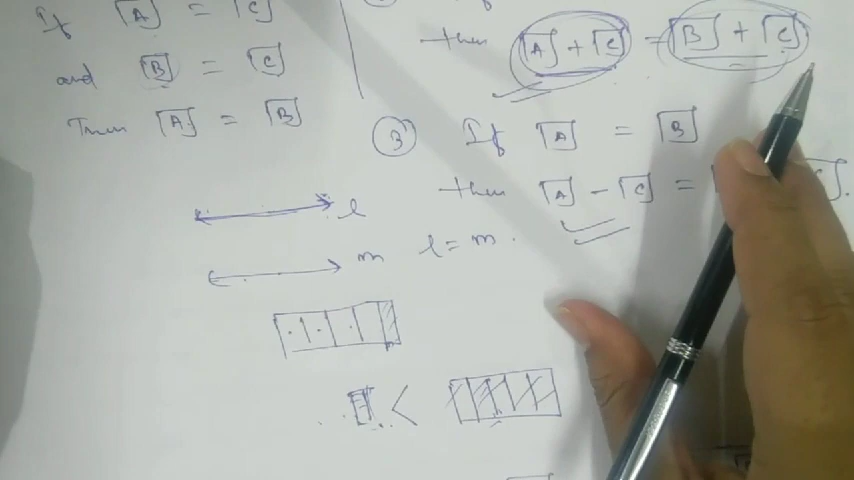 If A = C
and B = C
Then A = B
then A + C = B + C
3 If A = B
then A - C =
l
m l = m.
<